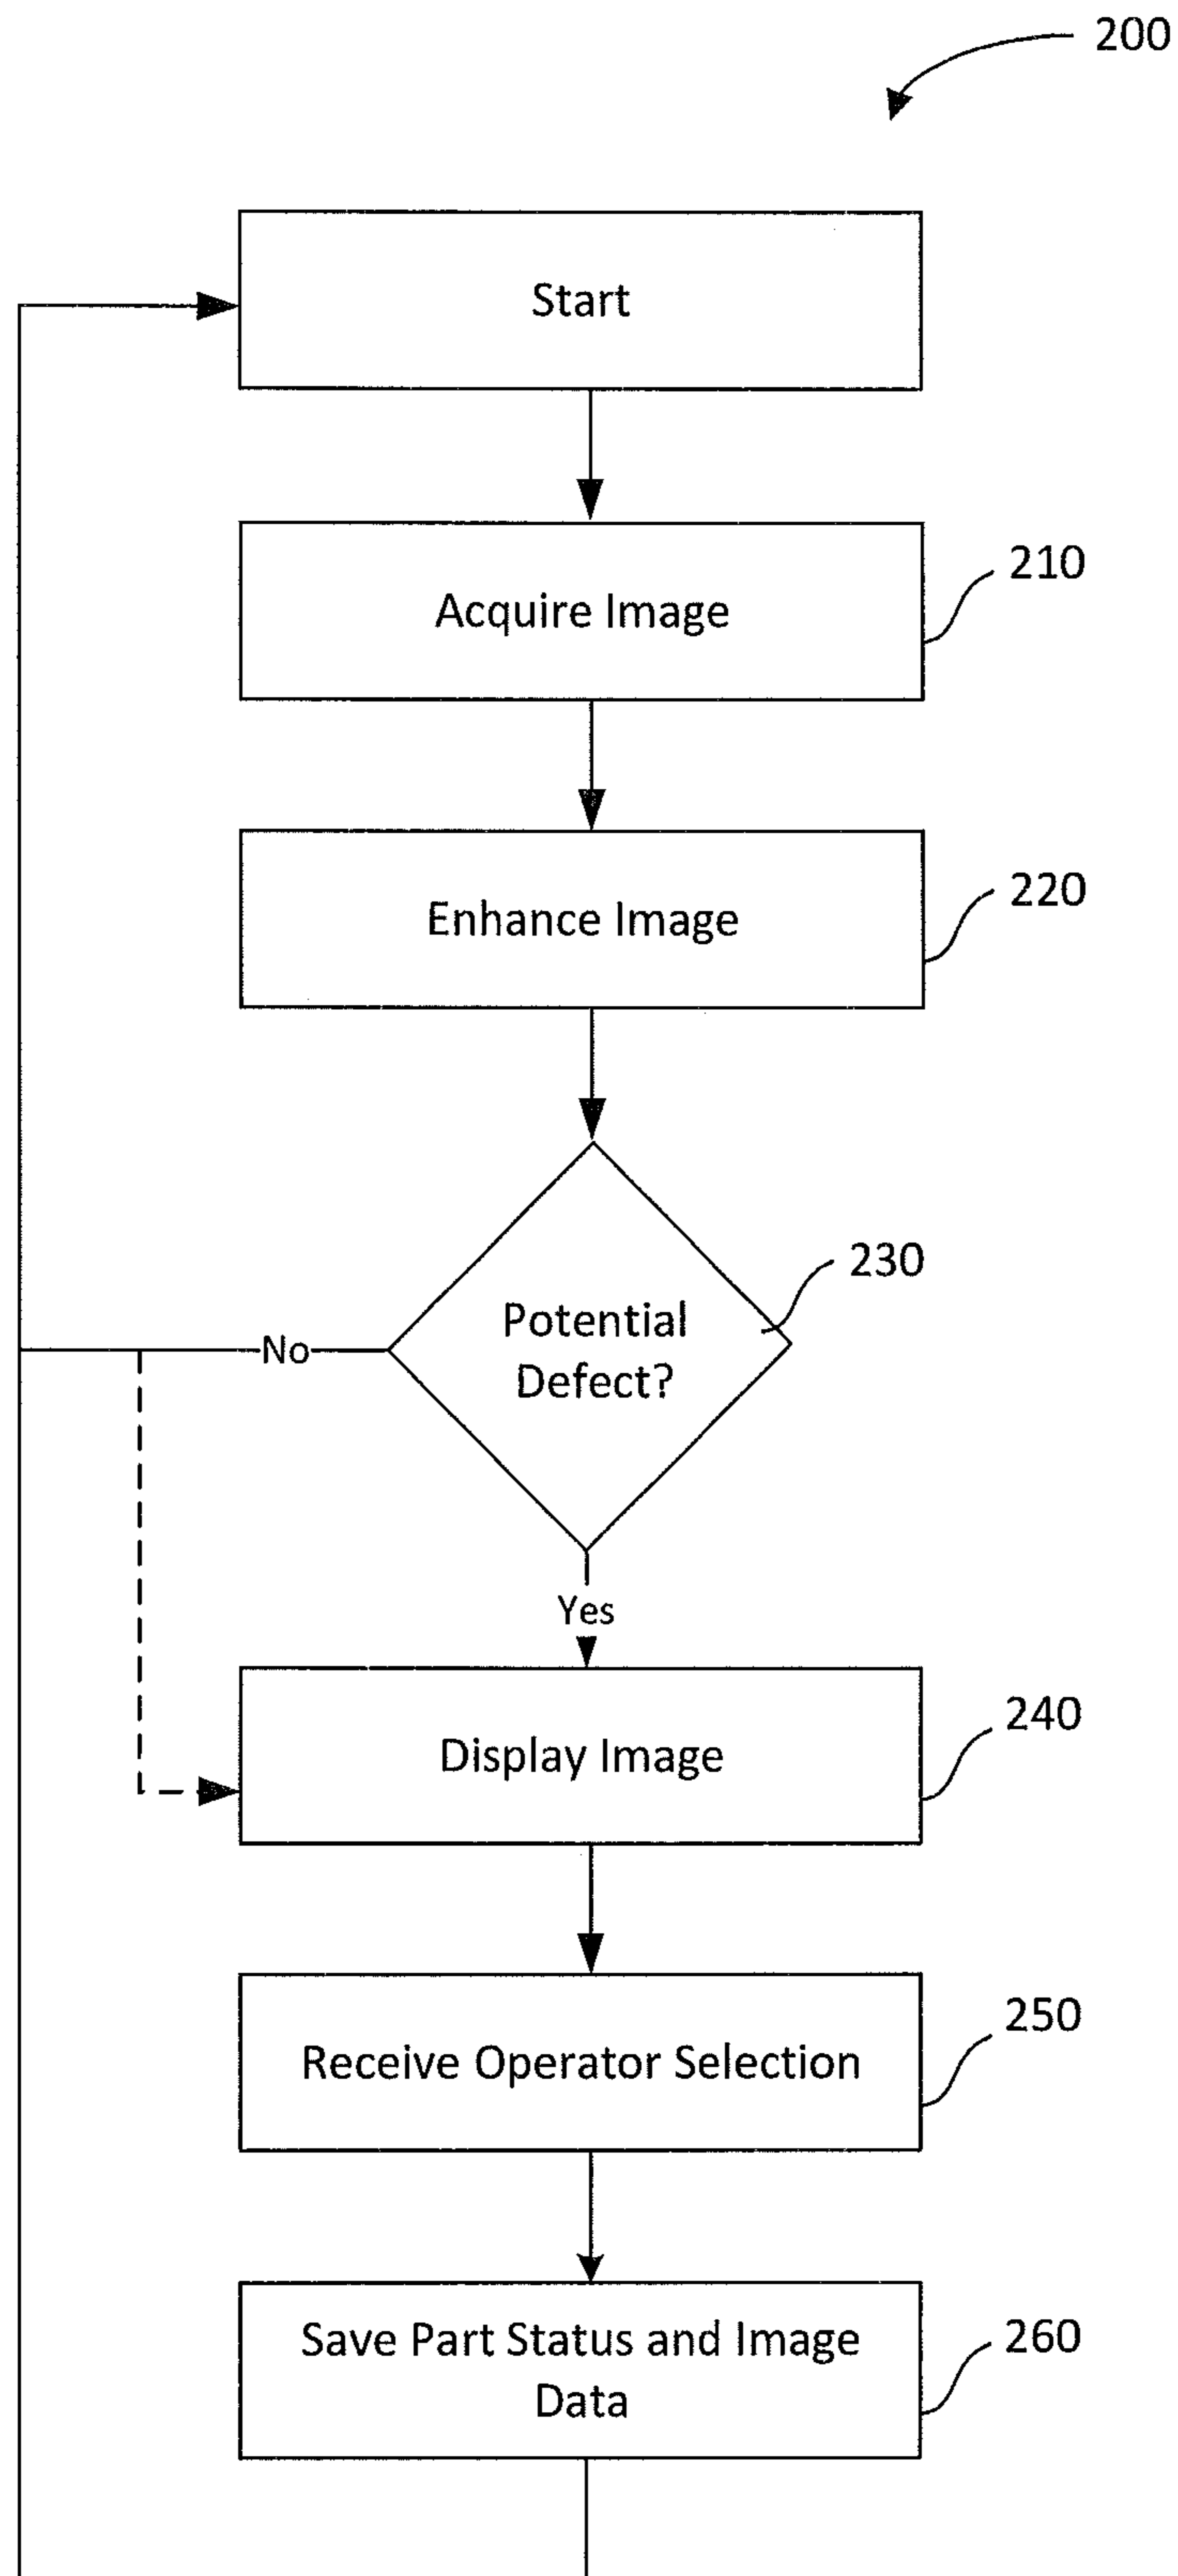 200
Start
Acquire Image
210
Enhance Image
220
230
Potential
Defect?
No
Yes
Display Image
240
Receive Operator Selection
250
Save Part Status and Image
Data
260